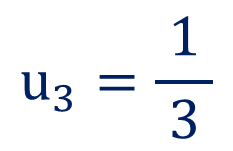 u₃ = 1/3